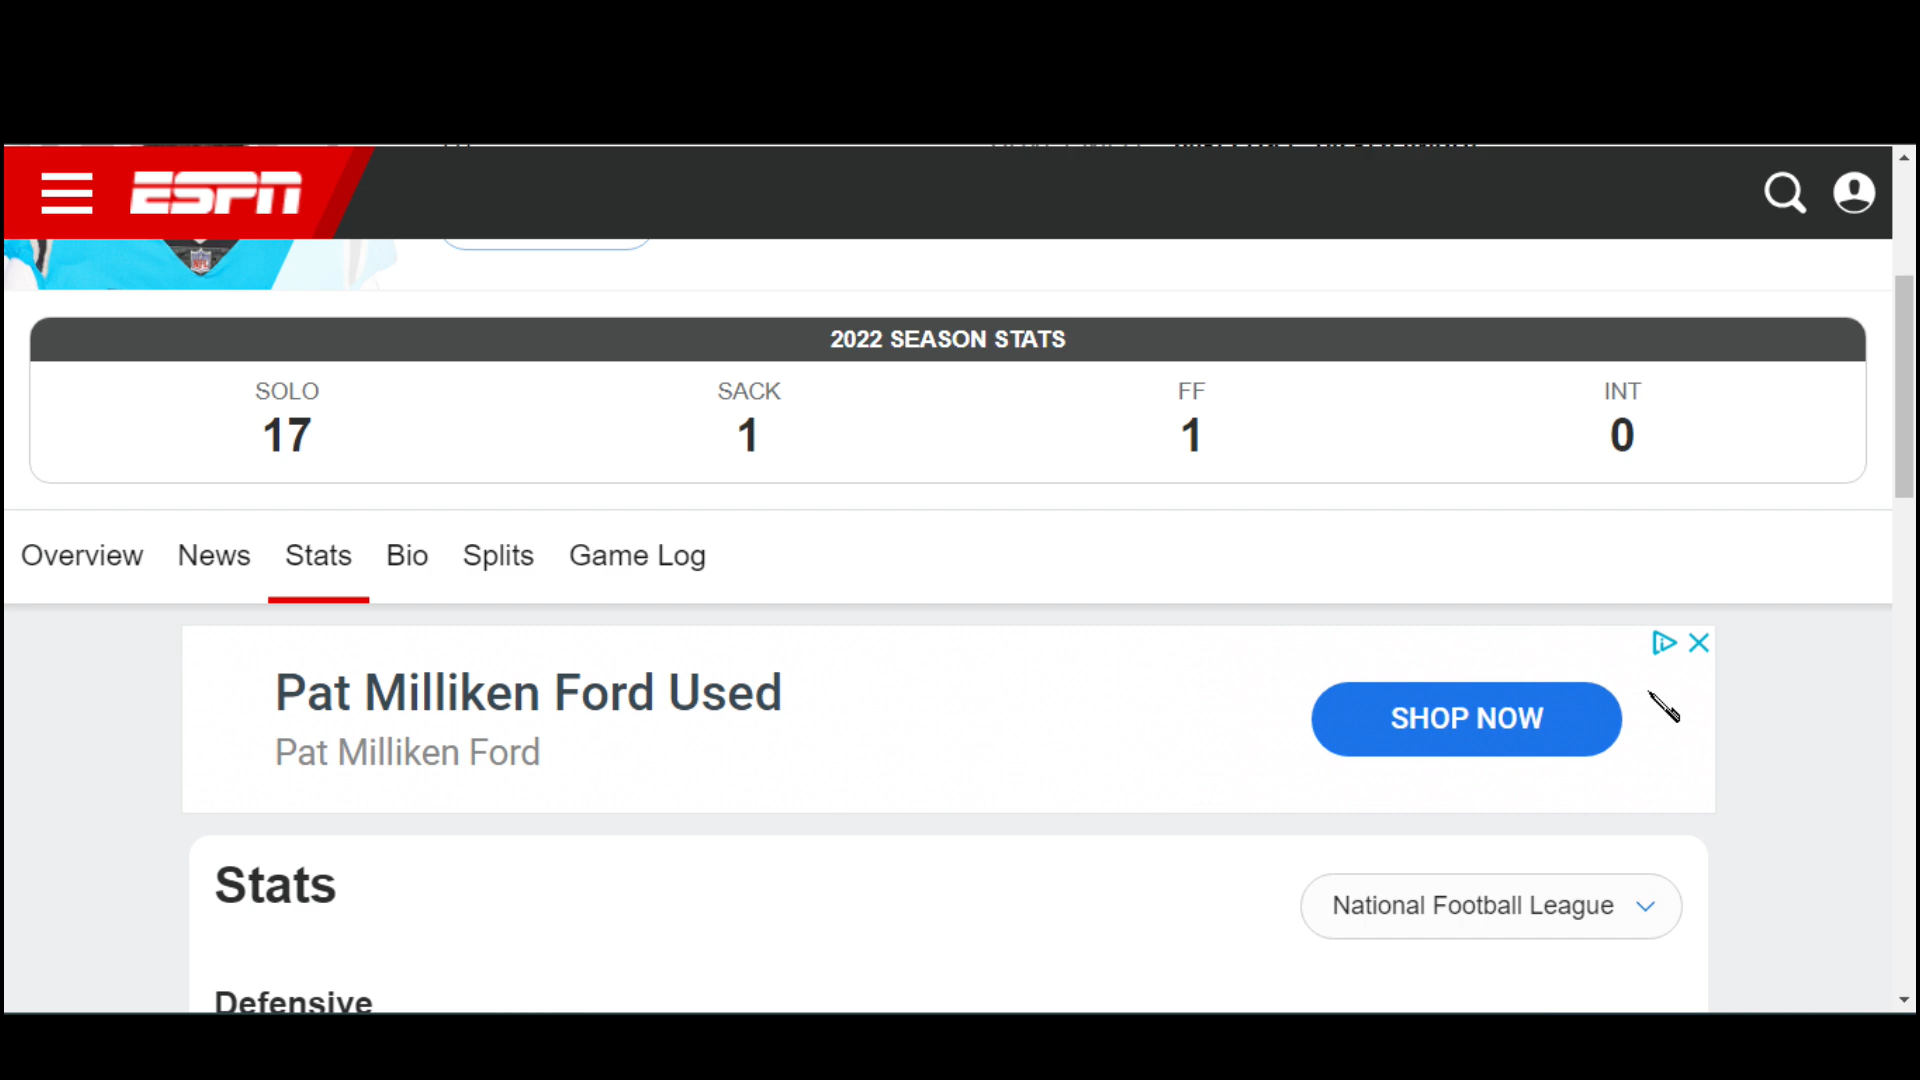 ESPN
NFL
2022 SEASON STATS
SOLO SACK FF INT
17 1 1 0
Overview News Stats Bio Splits Game Log
Pat Milliken Ford Used
Pat Milliken Ford
SHOP NOW
Stats
National Football League
Defensive